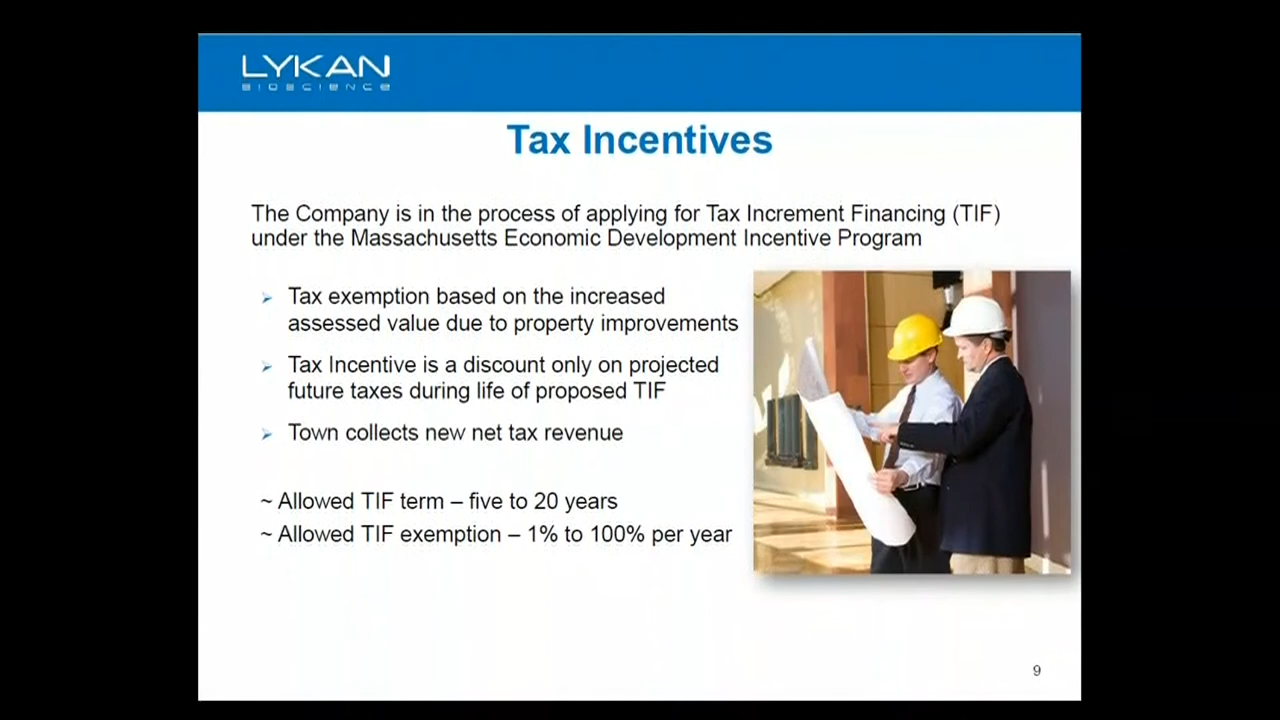 LYKAN
BIOSCIENCE
Tax Incentives
The Company is in the process of applying for Tax Increment Financing (TIF)
under the Massachusetts Economic Development Incentive Program
➢ Tax exemption based on the increased
assessed value due to property improvements
➢ Tax Incentive is a discount only on projected
future taxes during life of proposed TIF
➢ Town collects new net tax revenue
~ Allowed TIF term – five to 20 years
~ Allowed TIF exemption – 1% to 100% per year
9